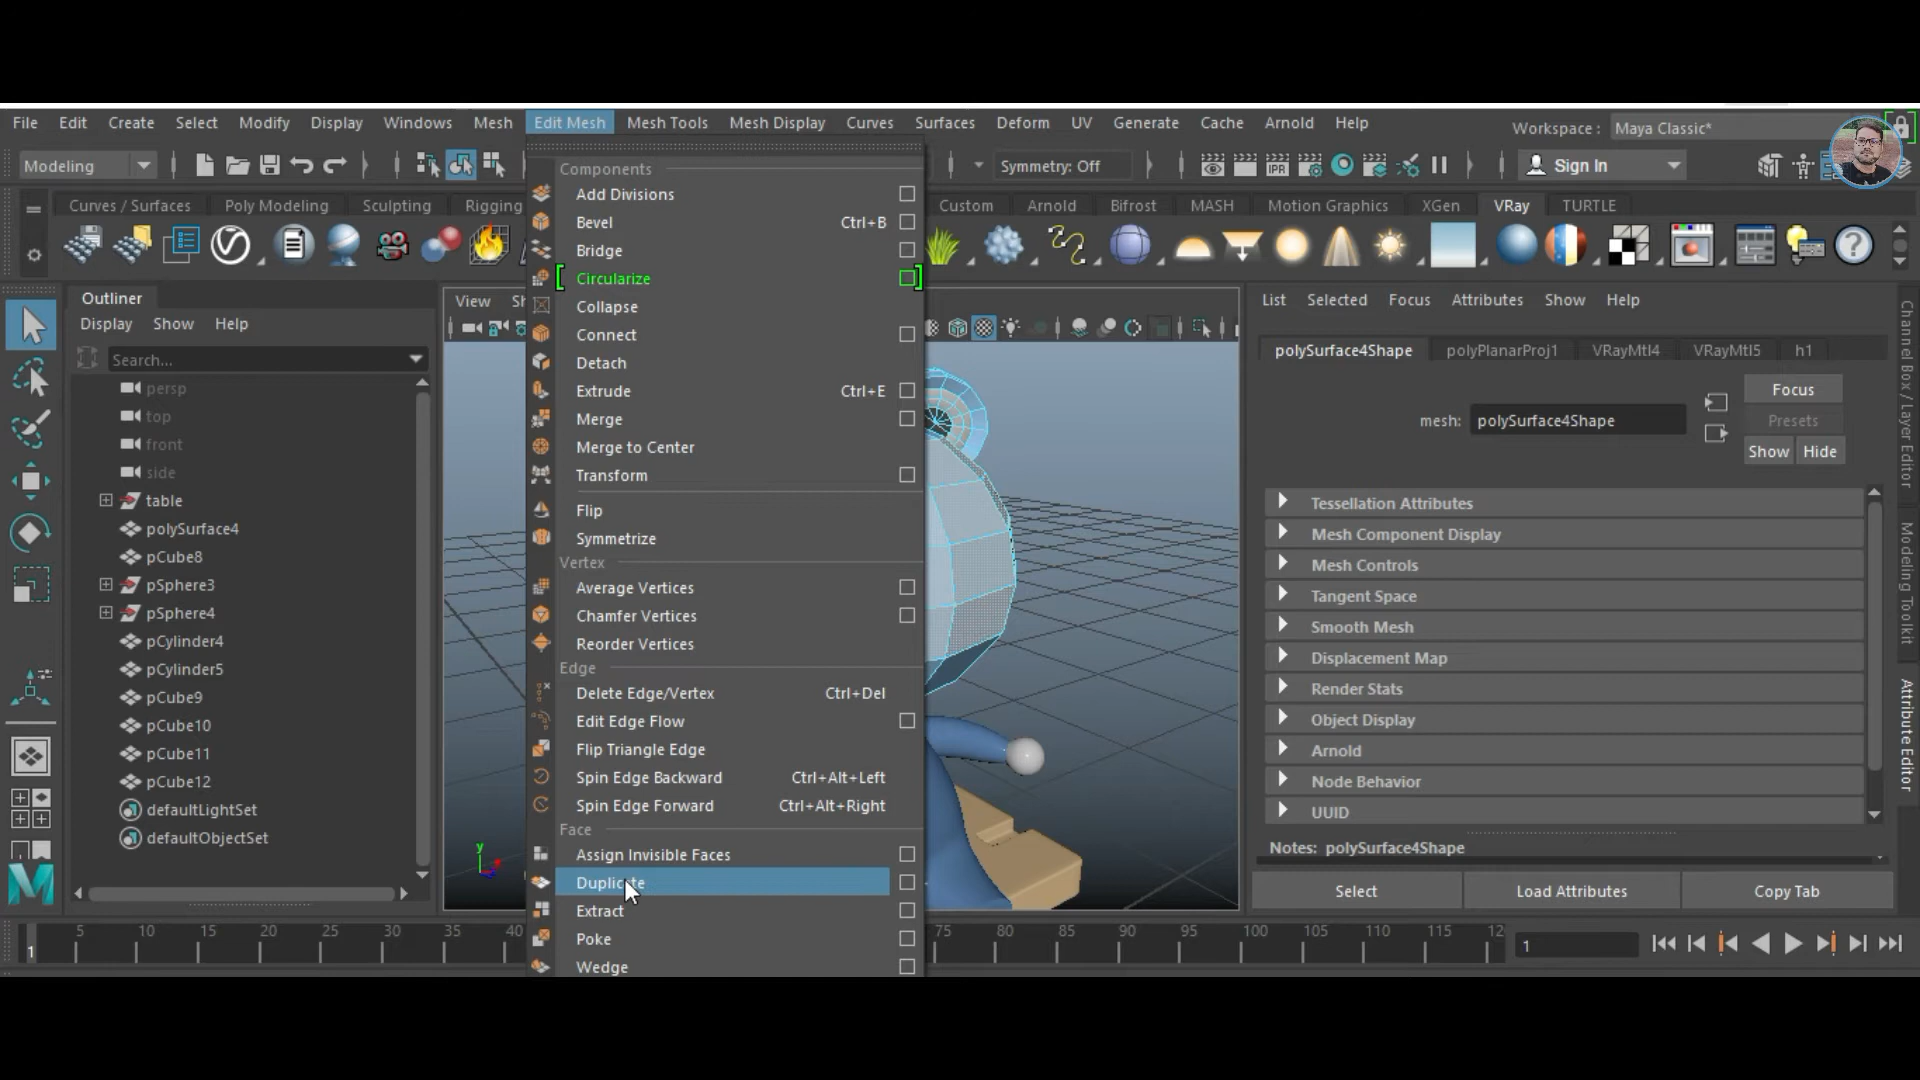 File Edit Create Select Modify Display Windows Mesh Edit Mesh Mesh Tools Mesh Display Curves Surfaces Deform UV Generate Cache Arnold Help
Workspace : Maya Classic*
Modeling
Symmetry: Off
IPR
Sign In
Curves / Surfaces Poly Modeling Sculpting Rigging
Custom Arnold Bifrost MASH Motion Graphics XGen VRay TURTLE
Outliner
Display Show Help
Search...
persp
top
front
side
table
polySurface4
pCube8
pSphere3
pSphere4
pCylinder4
pCylinder5
pCube9
pCube10
pCube11
pCube12
defaultLightSet
defaultObjectSet
View
Components
Add Divisions
Bevel Ctrl+B
Bridge
Circularize
Collapse
Connect
Detach
Extrude Ctrl+E
Merge
Merge to Center
Transform
Flip
Symmetrize
Vertex
Average Vertices
Chamfer Vertices
Reorder Vertices
Edge
Delete Edge/Vertex Ctrl+Del
Edit Edge Flow
Flip Triangle Edge
Spin Edge Backward Ctrl+Alt+Left
Spin Edge Forward Ctrl+Alt+Right
Face
Assign Invisible Faces
Duplicate
Extract
Poke
Wedge
y
List Selected Focus Attributes Show Help
polySurface4Shape polyPlanarProj1 VRayMtl4 VRayMtl5 h1
Focus
mesh: polySurface4Shape
Presets
Show Hide
Tessellation Attributes
Mesh Component Display
Mesh Controls
Tangent Space
Smooth Mesh
Displacement Map
Render Stats
Object Display
Arnold
Node Behavior
UUID
Notes: polySurface4Shape
Select Load Attributes Copy Tab
Channel Box / Layer Editor
Modeling Toolkit
Attribute Editor
1 5 10 15 20 25 30 35 40 75 80 85 90 95 100 105 110 115 12
1